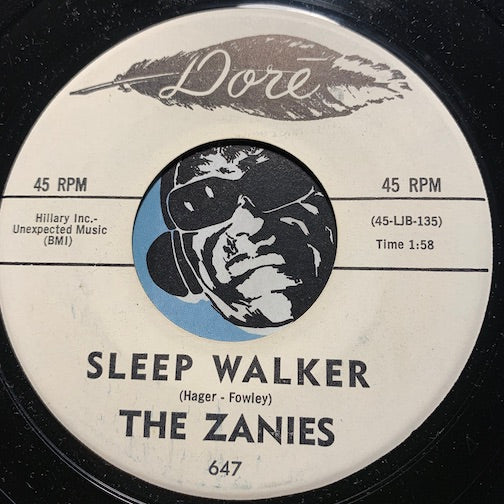 Doré
45 RPM
45 RPM
Hillary Inc.-
Unexpected Music
(BMI)
(45-LJB-135)
Time 1:58
SLEEP WALKER
(Hager - Fowley)
THE ZANIES
647